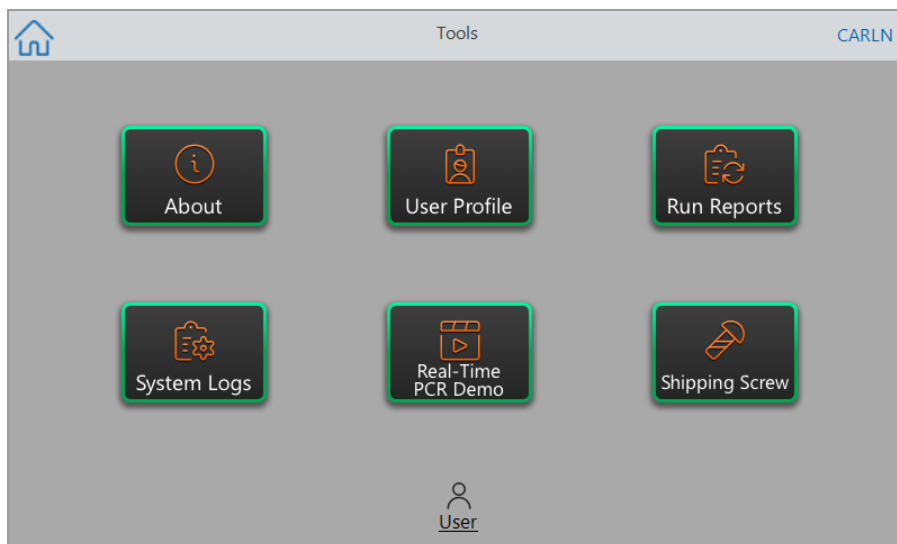 Tools
CARLN
About
User Profile
Run Reports
System Logs
Real-Time
PCR Demo
Shipping Screw
User